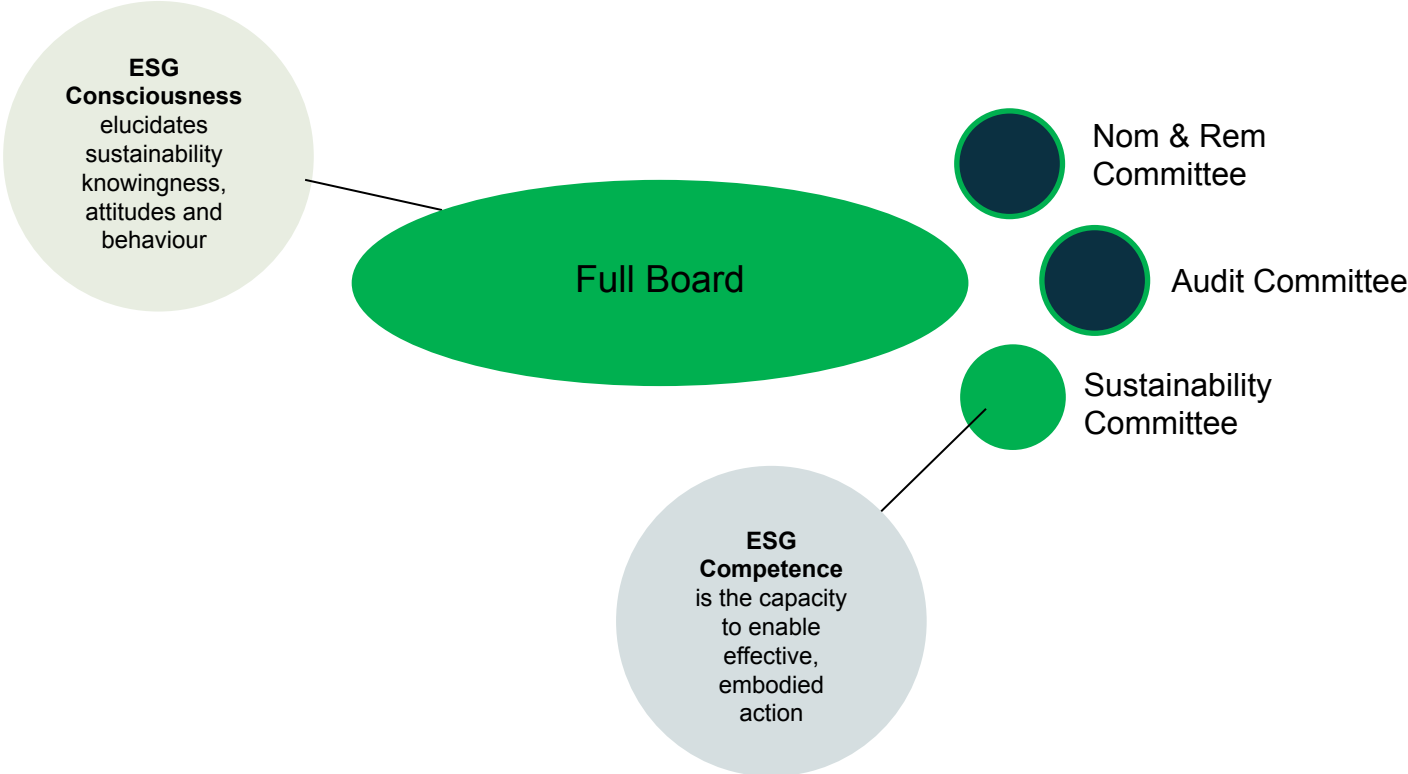 ESG
Consciousness
elucidates
sustainability
knowingness,
attitudes and
behaviour
Full Board
Nom & Rem
Committee
Audit Committee
Sustainability
Committee
ESG
Competence
is the capacity
to enable
effective,
embodied
action